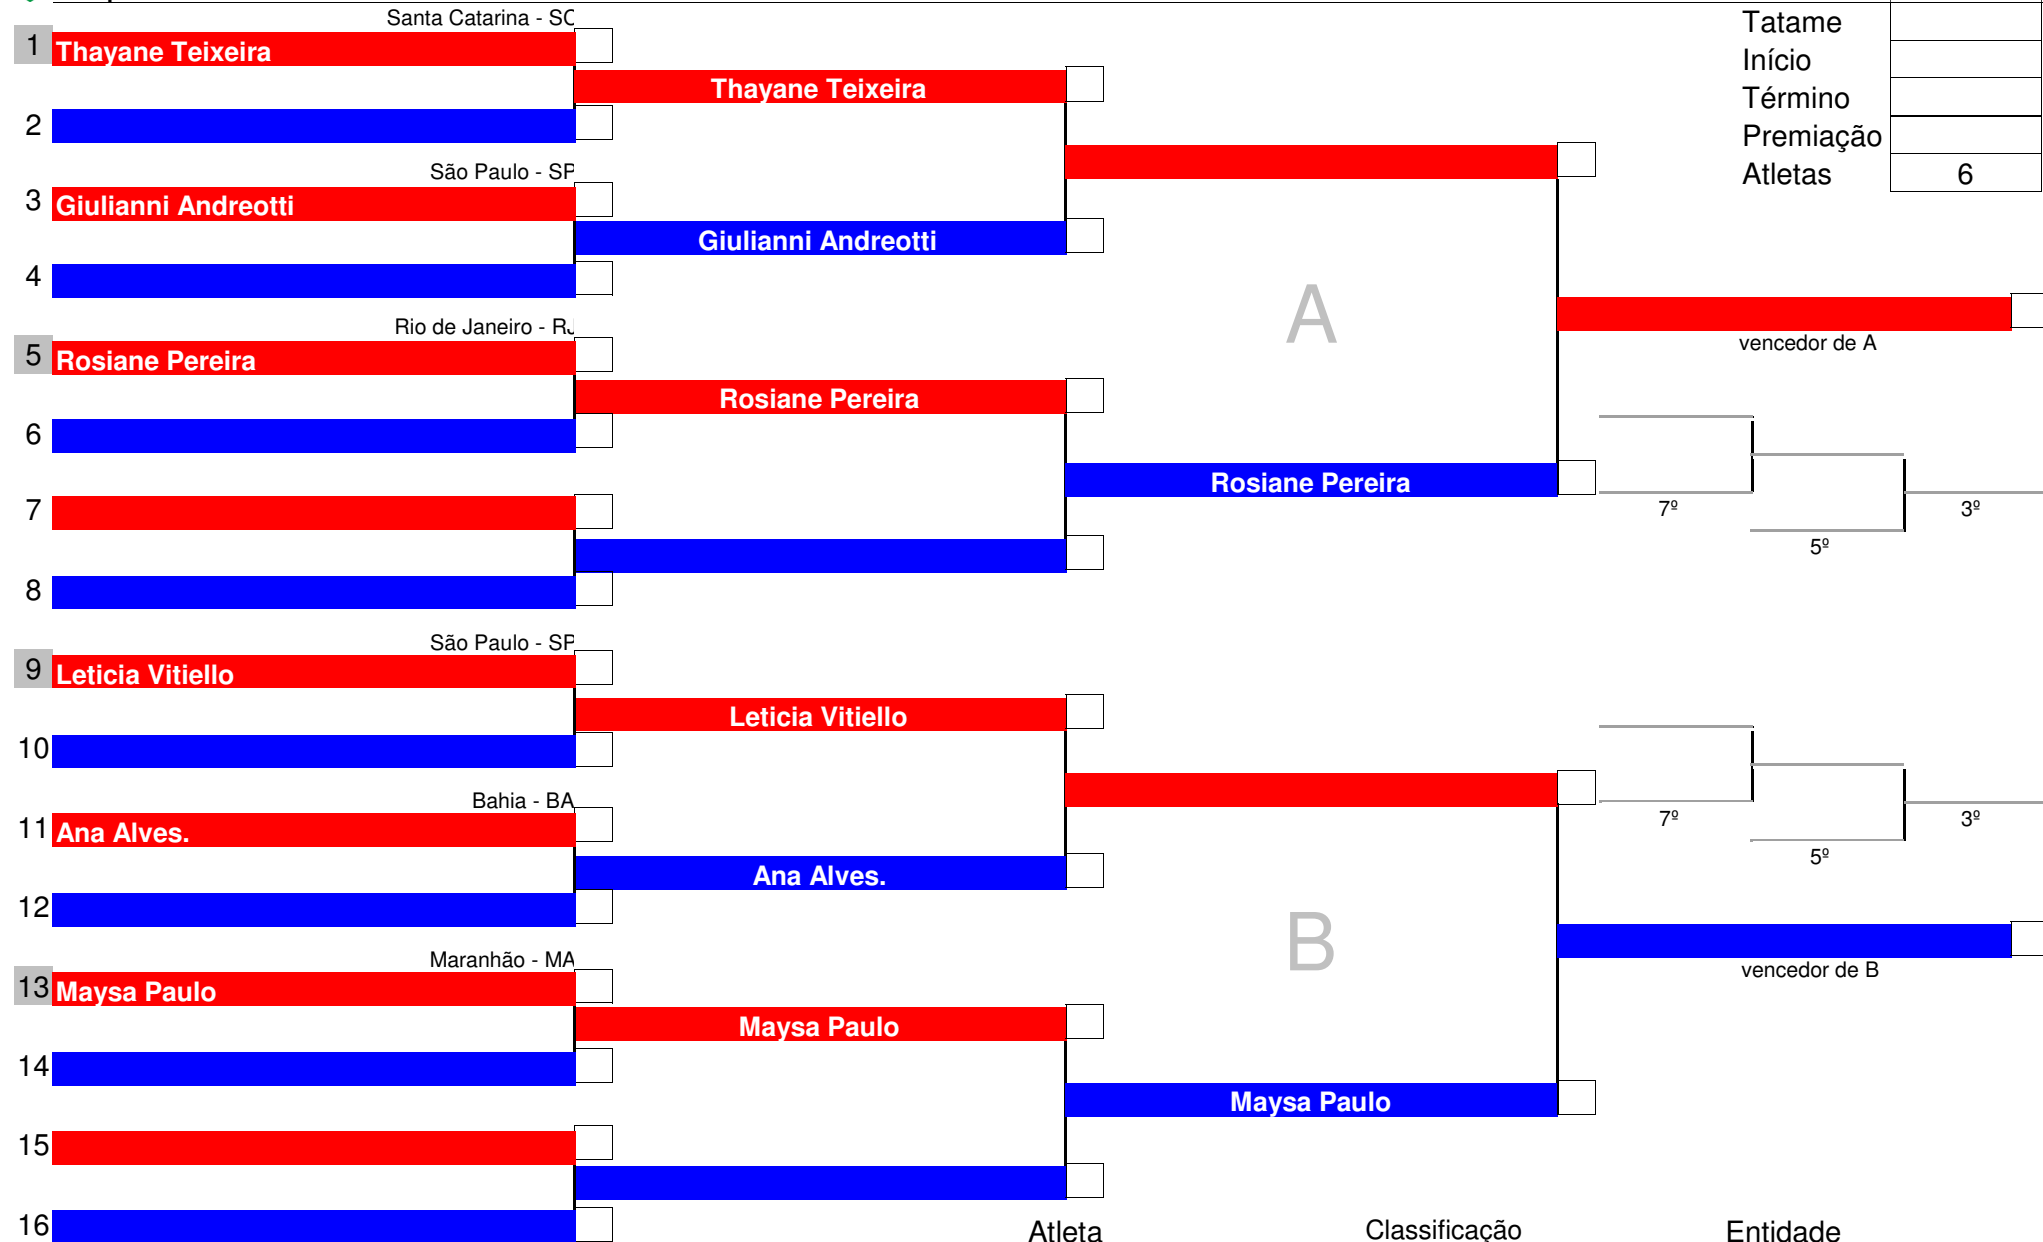 Santa Catarina - SC
Tatame
1 Thayane Teixeira
Início
Thayane Teixeira
Término
2
Premiação
São Paulo - SP
Atletas 6
3 Giulianni Andreotti
Giulianni Andreotti
4
A
Rio de Janeiro - RJ
vencedor de A
5 Rosiane Pereira
Rosiane Pereira
6
Rosiane Pereira
7
7º 3º
5º
8
São Paulo - SP
9 Leticia Vitiello
Leticia Vitiello
10
Bahia - BA
7º 3º
11 Ana Alves.
5º
Ana Alves.
12
B
Maranhão - MA
vencedor de B
13 Maysa Paulo
Maysa Paulo
14
Maysa Paulo
15
16
Atleta Classificação Entidade